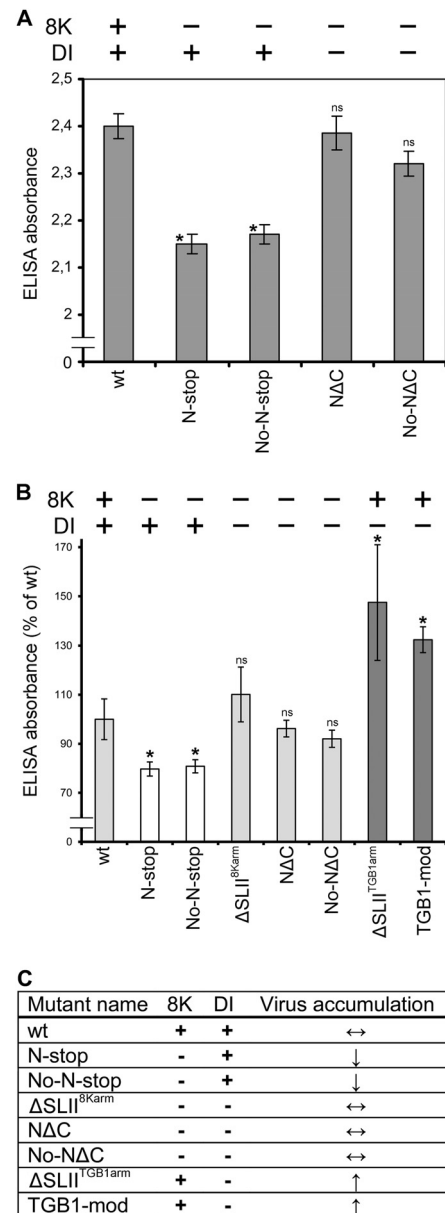 A
8K + − − − −
DI + + + − −
ELISA absorbance
2,5
2,4
2,3
2,2
2,1
2
0
* * ns ns
wt N-stop No-N-stop NΔC No-NΔC
B
8K + − − − − − + +
DI + + + − − − − −
ELISA absorbance (% of wt)
170
150
130
110
90
70
0
* * ns ns ns * *
wt N-stop No-N-stop ΔSLII8Karm NΔC No-NΔC ΔSLIITGB1arm TGB1-mod
C
Mutant name 8K DI Virus accumulation
wt + + ↔
N-stop - + ↓
No-N-stop - + ↓
ΔSLII8Karm - - ↔
NΔC - - ↔
No-NΔC - - ↔
ΔSLIITGB1arm + - ↑
TGB1-mod + - ↑